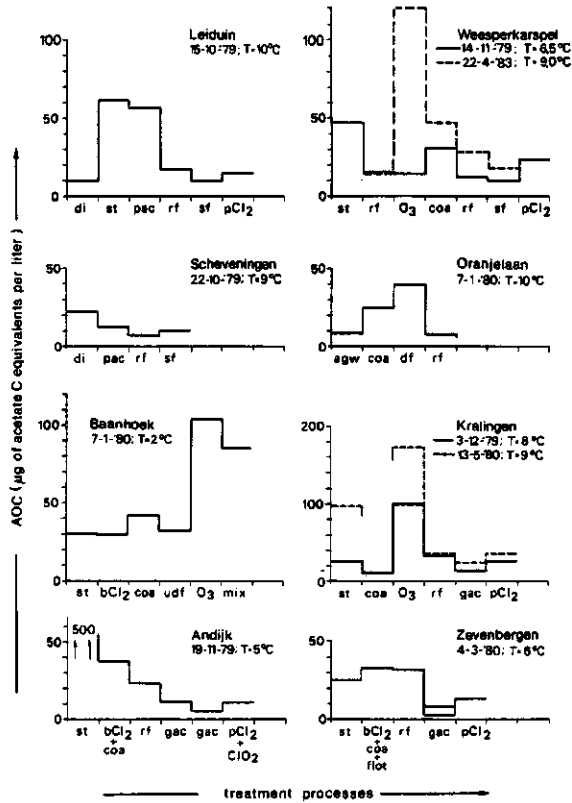 AOC (µg of acetate C equivalents per liter)
Leiduin
15-10-'79; T=10°C
100
50
0
di st pac rf sf pCl2
Weesperkarspel
14-11-'79; T=6,5°C
22-4-'83; T=9,0°C
100
50
0
st rf O3 coa rf sf pCl2
Scheveningen
22-10-'79; T=9°C
50
0
di pac rf sf
Oranjelaan
7-1-'80; T=10°C
50
0
agw coa df rf
Baanhoek
7-1-'80; T=2°C
100
50
0
st bCl2 coa udf O3 mix
Kralingen
3-12-'79; T=8°C
13-5-'80; T=9°C
200
100
0
st coa O3 rf gac pCl2
Andijk
19-11-'79; T=5°C
500
50
0
st bCl2 + coa rf gac gac pCl2 + ClO2
Zevenbergen
4-3-'80; T=6°C
50
0
st bCl2 + coa + flot rf gac pCl2
treatment processes